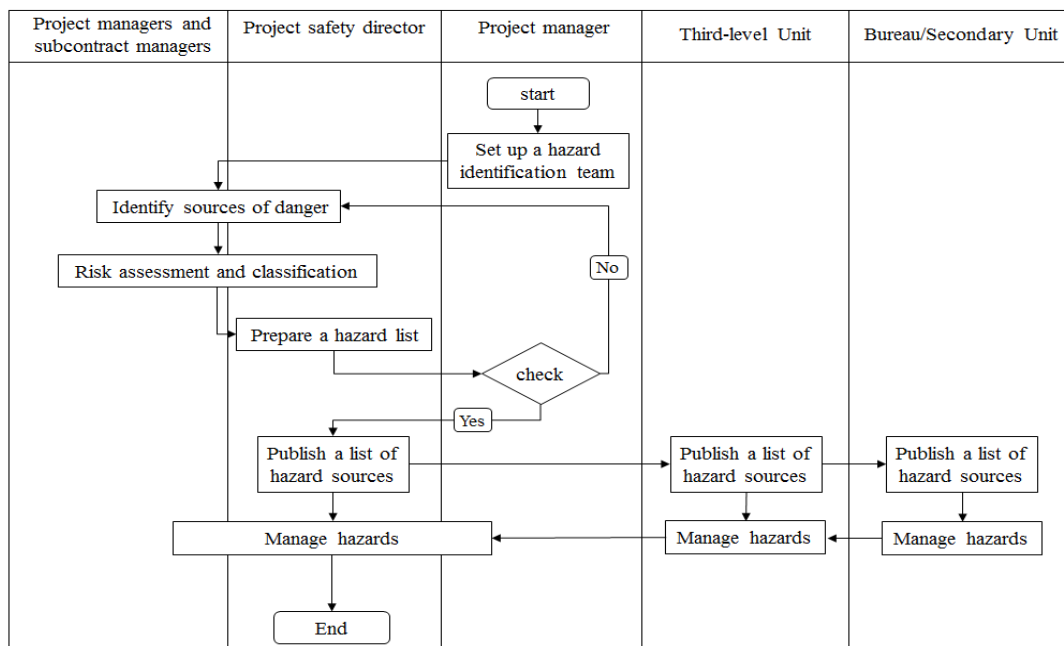 Project managers and
subcontract managers
Project safety director
Project manager
Third-level Unit
Bureau/Secondary Unit
start
Set up a hazard
identification team
Identify sources of danger
Risk assessment and classification
No
Prepare a hazard list
check
Yes
Publish a list of
hazard sources
Publish a list of
hazard sources
Publish a list of
hazard sources
Manage hazards
Manage hazards
Manage hazards
End